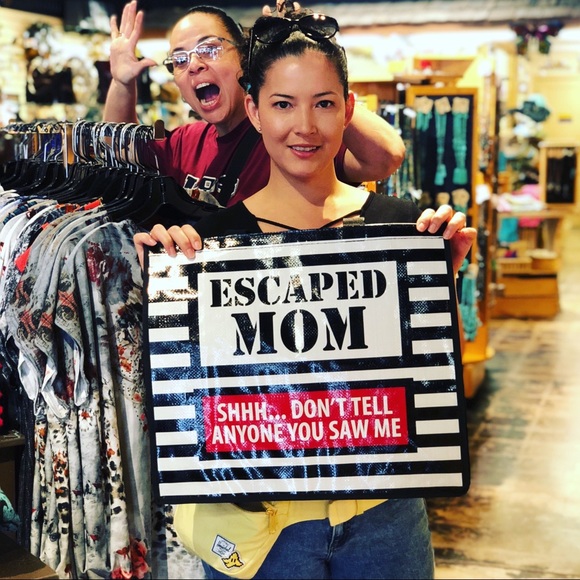 ESCAPED
MOM
SHHH... DON'T TELL
ANYONE YOU SAW ME